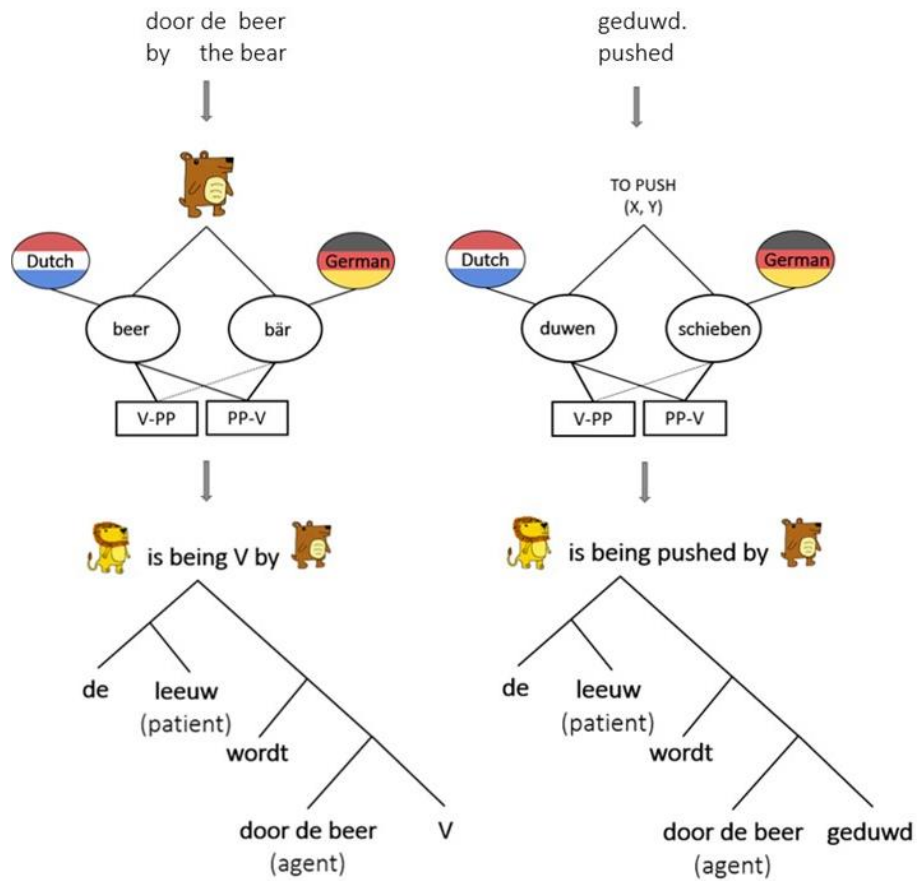 door de beer
by the bear
Dutch
German
beer
bär
V-PP
PP-V
is being V by
de
leeuw
(patient)
wordt
door de beer
(agent)
V
geduwd.
pushed
TO PUSH
(X, Y)
Dutch
German
duwen
schieben
V-PP
PP-V
is being pushed by
de
leeuw
(patient)
wordt
door de beer
(agent)
geduwd